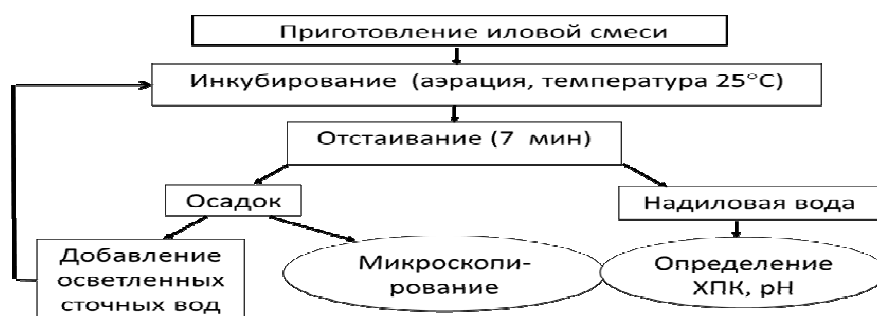 Приготовление иловой смеси
Инкубирование (аэрация, температура 25°С)
Отстаивание (7 мин)
Осадок
Надиловая вода
Добавление
осветленных
сточных вод
Микроскопи-
рование
Определение
ХПК, рН